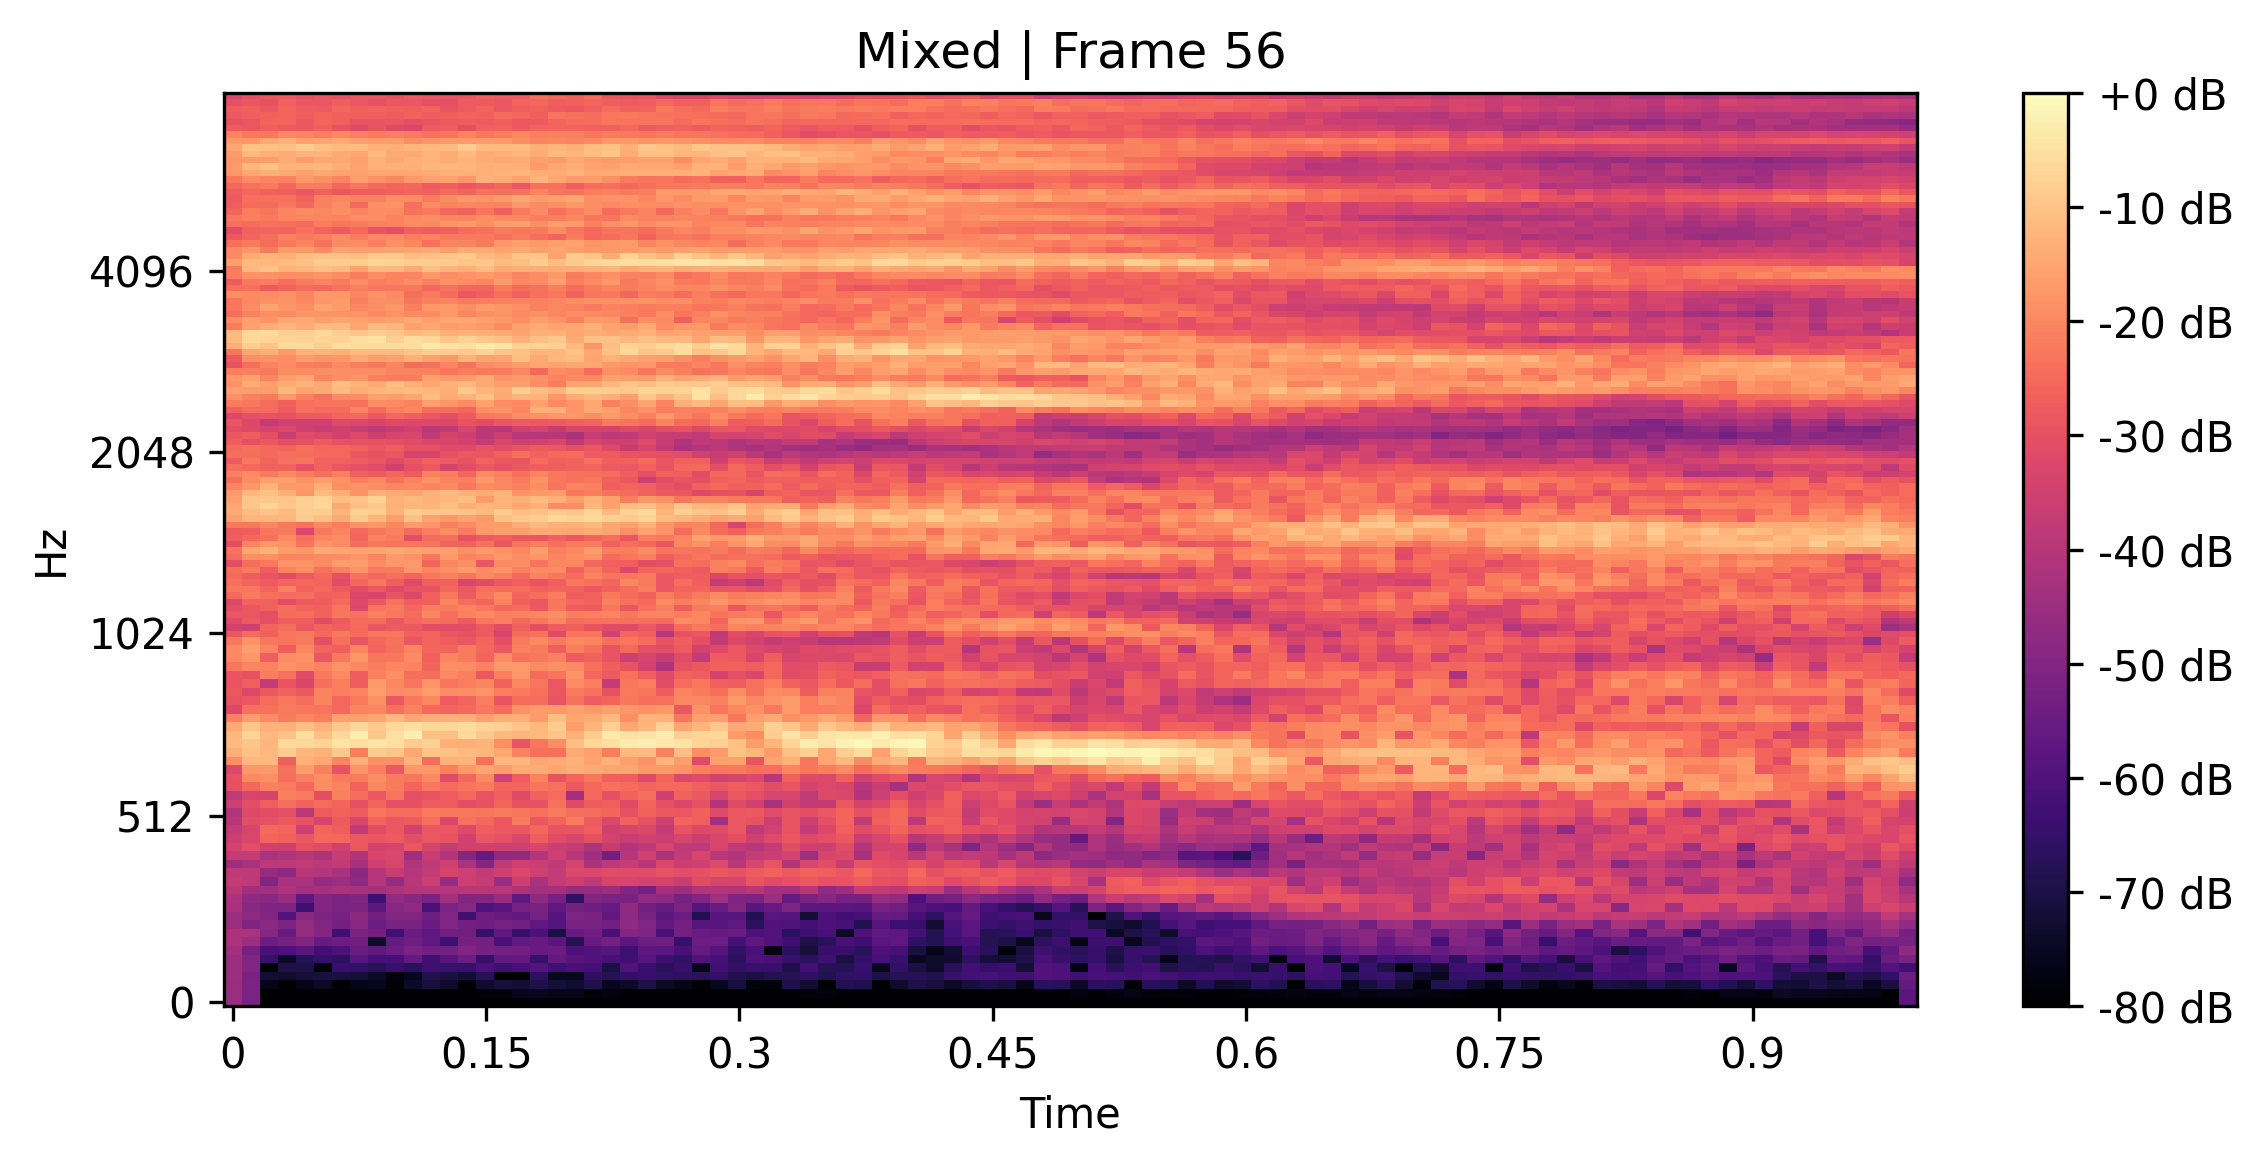 Mixed | Frame 56
Hz
4096
2048
1024
512
0
0 0.15 0.3 0.45 0.6 0.75 0.9
Time
+0 dB
-10 dB
-20 dB
-30 dB
-40 dB
-50 dB
-60 dB
-70 dB
-80 dB